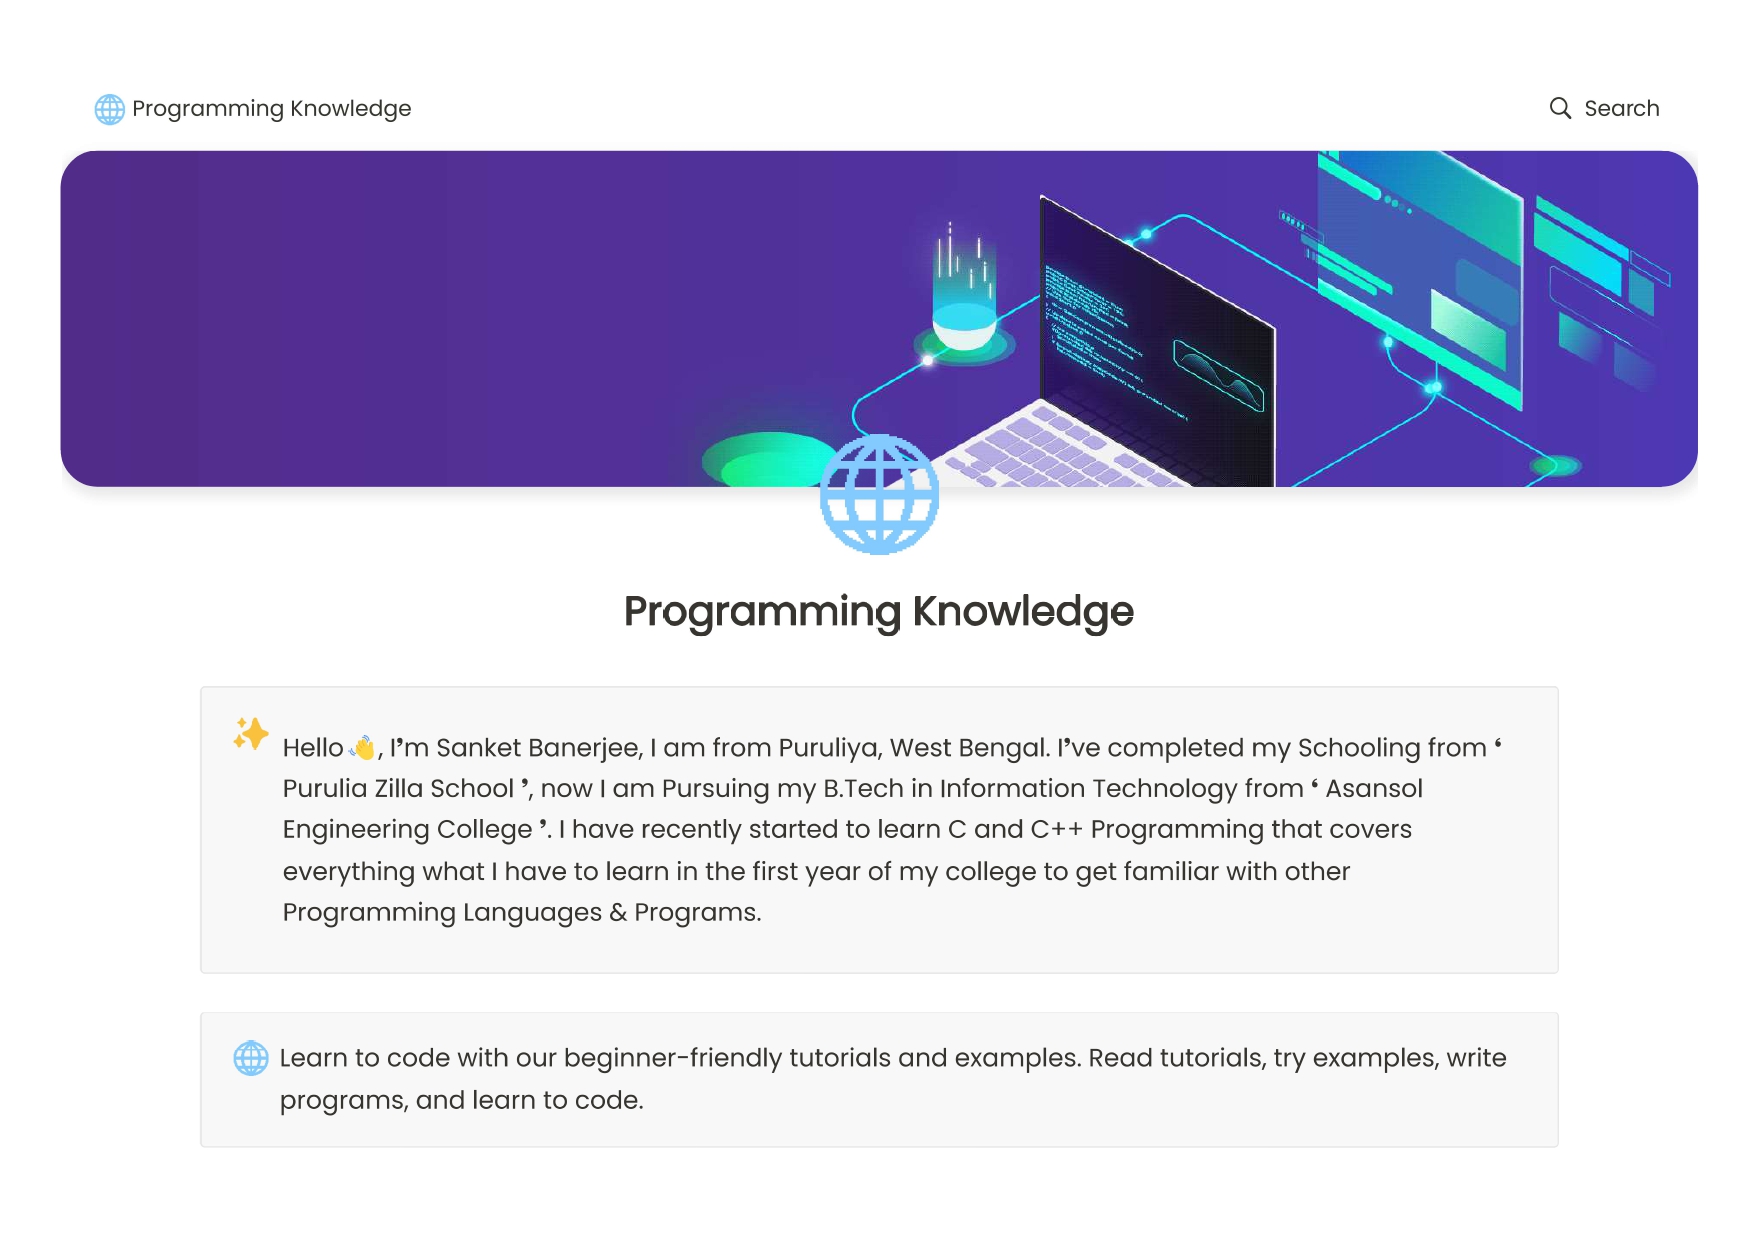 Programming Knowledge
Search
Programming Knowledge
Hello 👋, I❜m Sanket Banerjee, I am from Puruliya, West Bengal. I❜ve completed my Schooling from ❛
Purulia Zilla School ❜, now I am Pursuing my B.Tech in Information Technology from ❛ Asansol
Engineering College ❜. I have recently started to learn C and C++ Programming that covers
everything what I have to learn in the first year of my college to get familiar with other
Programming Languages & Programs.
Learn to code with our beginner-friendly tutorials and examples. Read tutorials, try examples, write
programs, and learn to code.